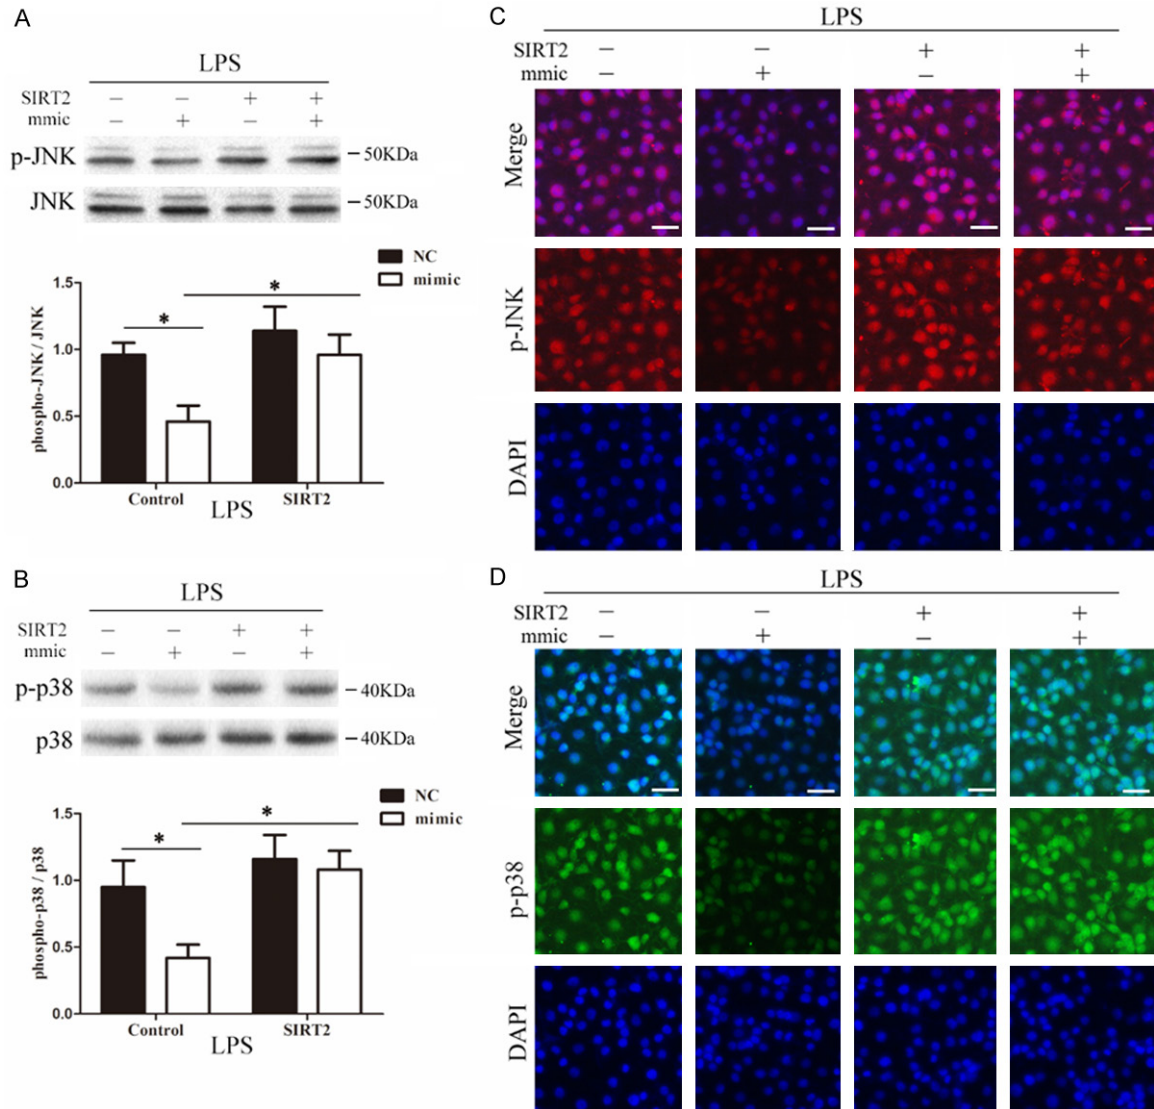 A
LPS
SIRT2 − − + +
mmic − + − +
p-JNK −50KDa
JNK −50KDa
NC
mimic
1.5
1.0
0.5
0.0
phospho-JNK / JNK
*
*
Control SIRT2
LPS
B
LPS
SIRT2 − − + +
mmic − + − +
p-p38 −40KDa
p38 −40KDa
NC
mimic
1.5
1.0
0.5
0.0
phospho-p38 / p38
*
*
Control SIRT2
LPS
C
LPS
SIRT2 − − + +
mmic − + − +
Merge
p-JNK
DAPI
D
LPS
SIRT2 − − + +
mmic − + − +
Merge
p-p38
DAPI